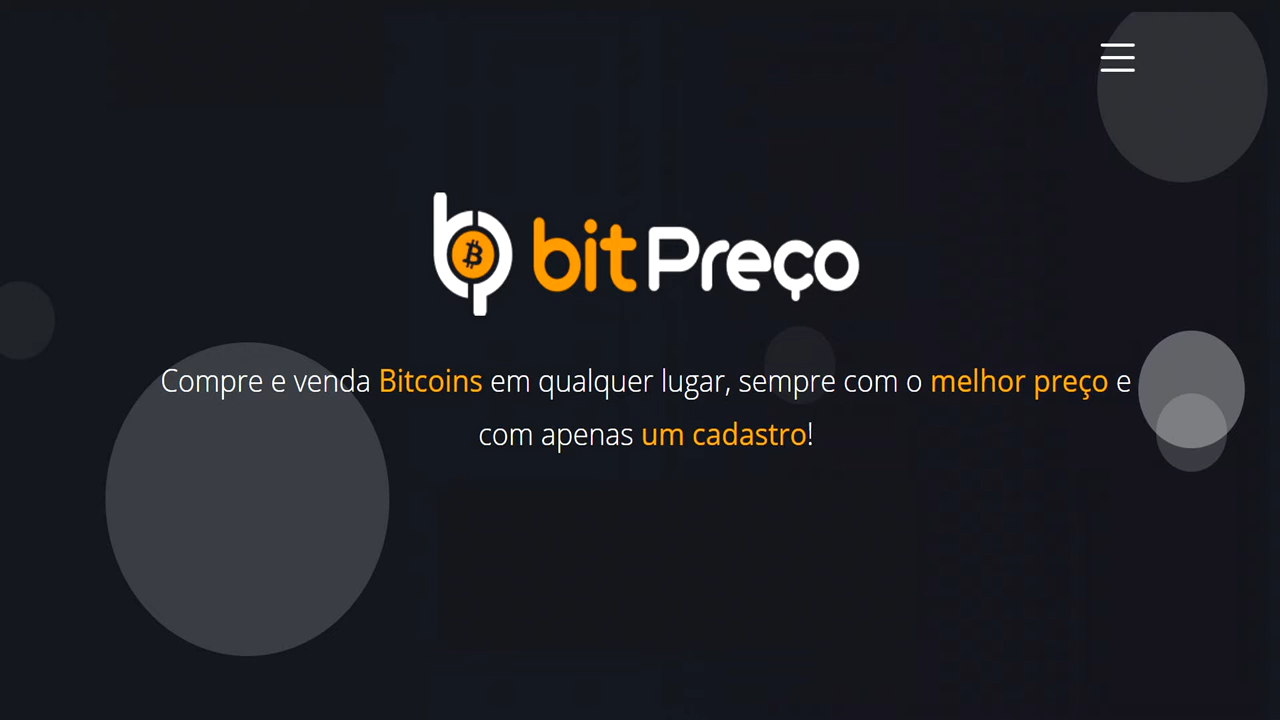 bitPreço
Compre e venda Bitcoins em qualquer lugar, sempre com o melhor preço e
com apenas um cadastro!